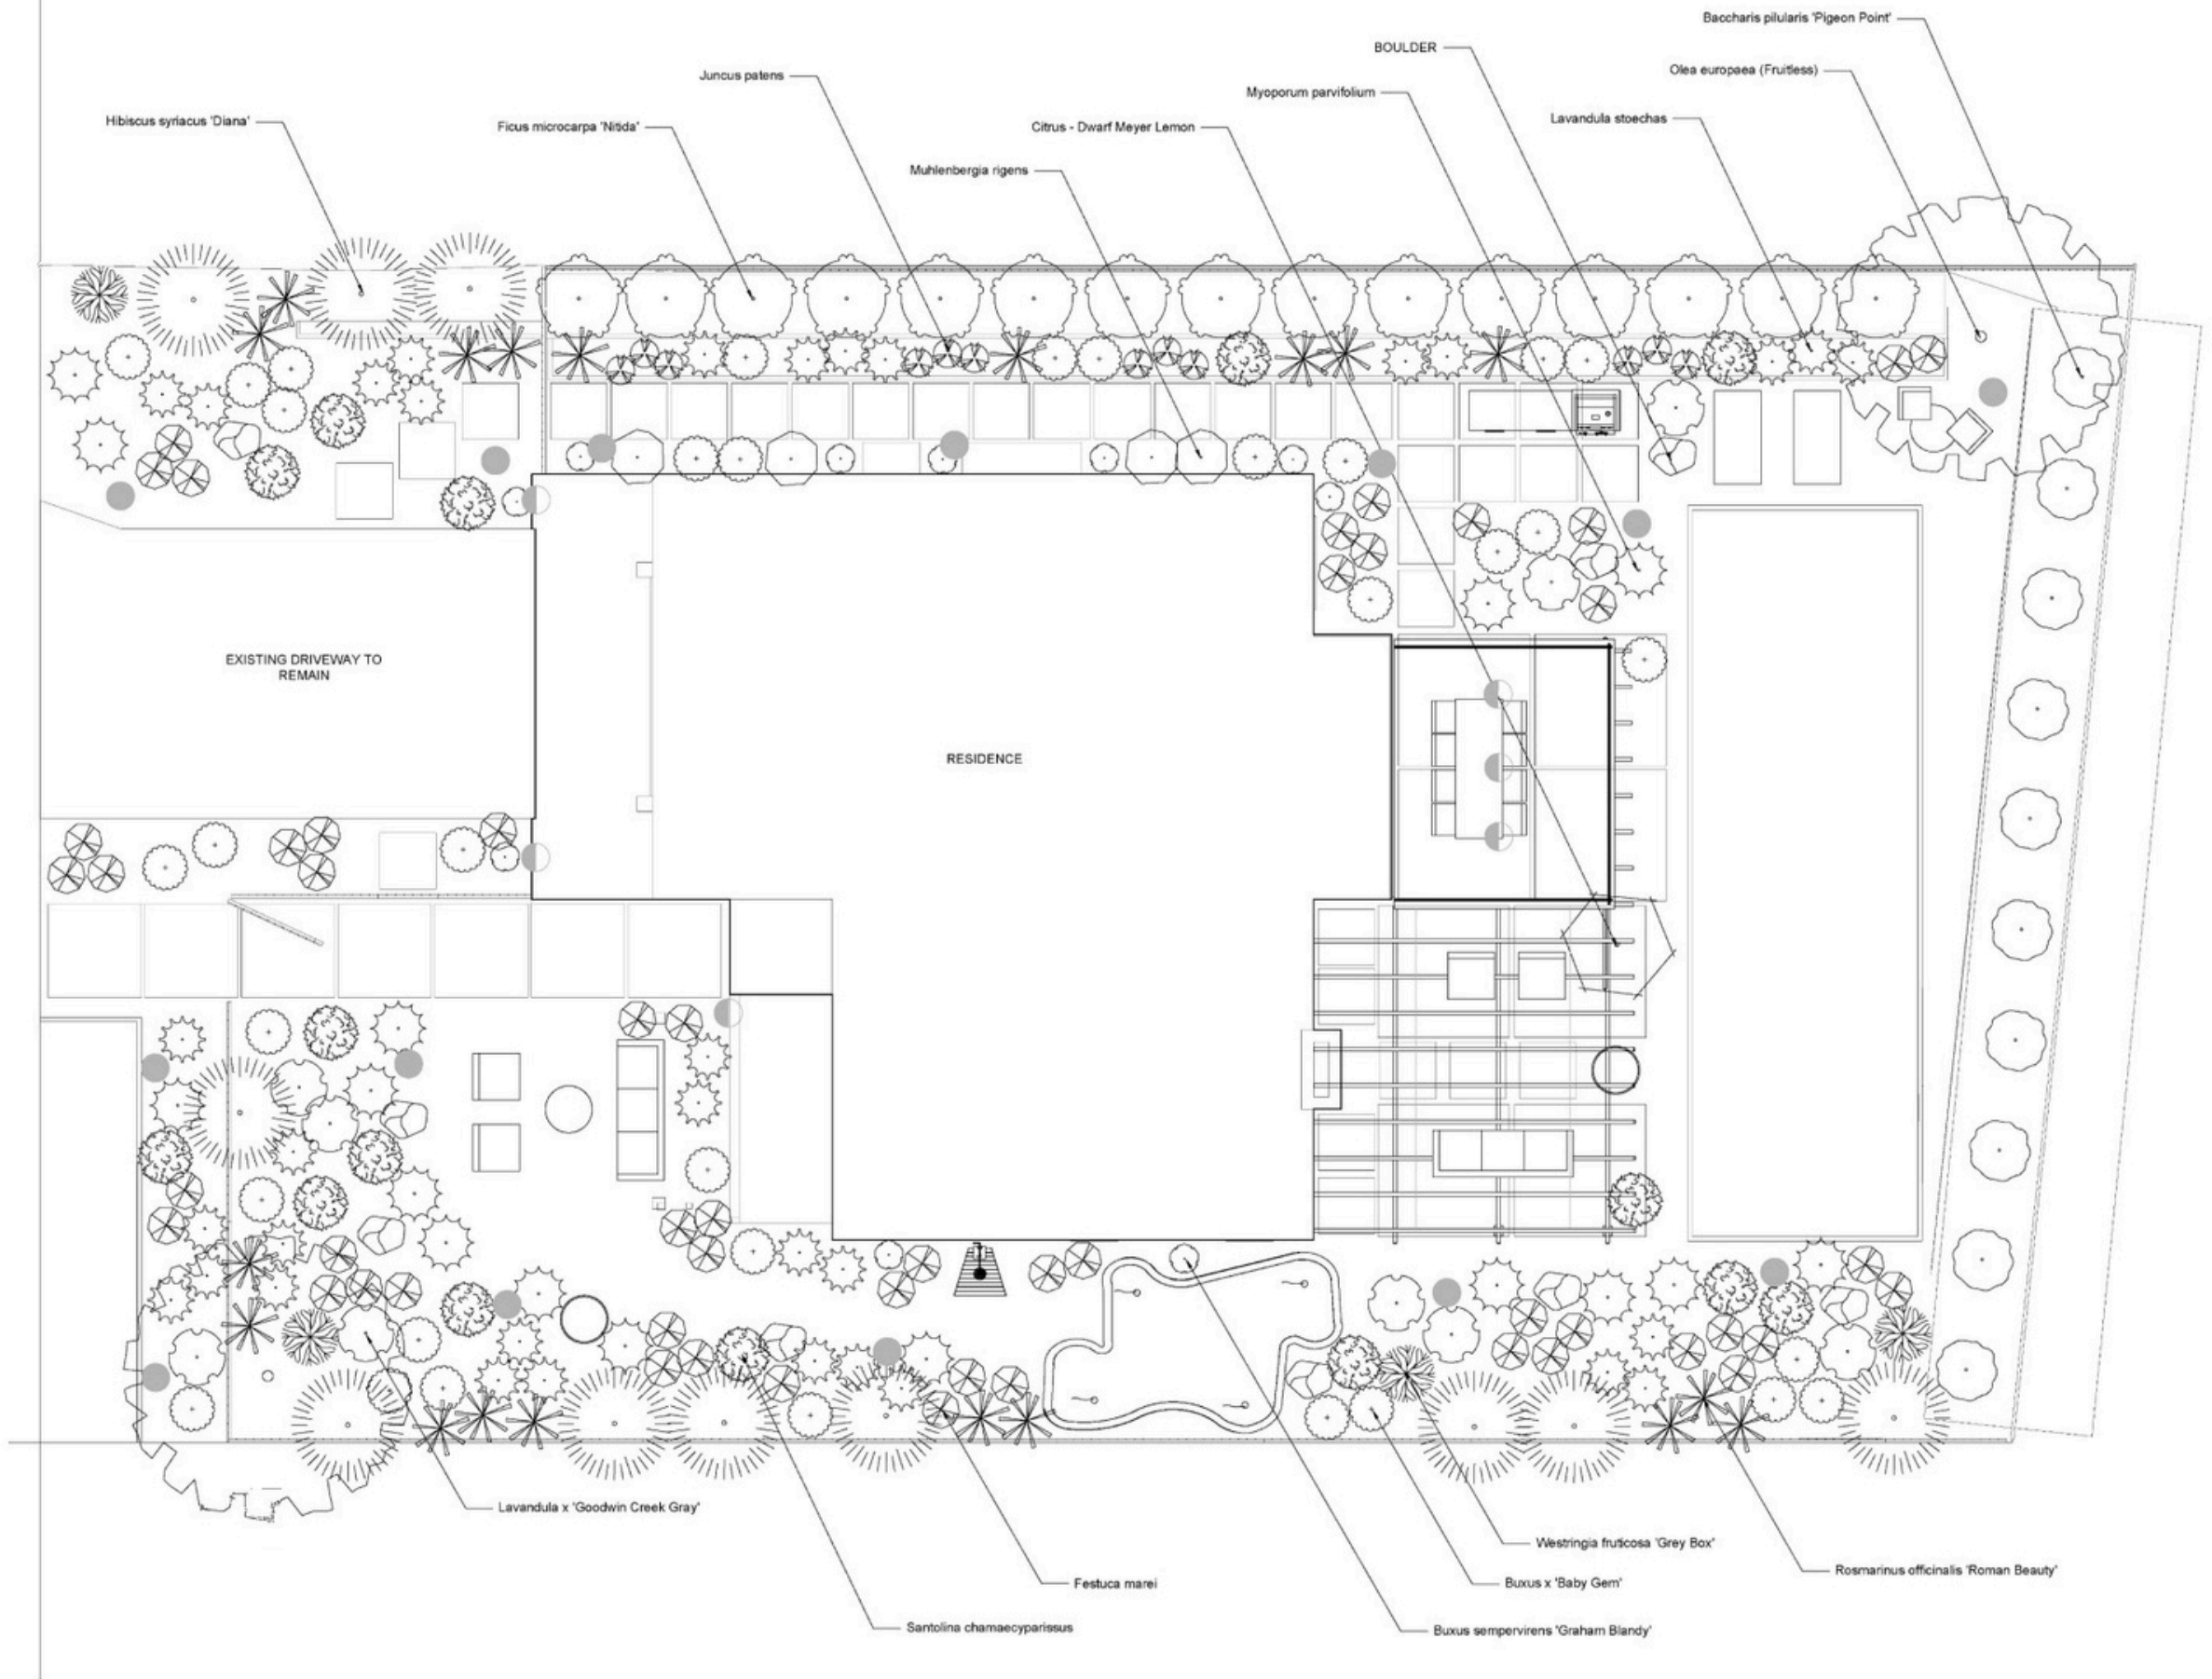 Baccharis pilularis 'Pigeon Point'
BOULDER
Olea europaea (Fruitless)
Juncus patens
Myoporum parvifolium
Lavandula stoechas
Hibiscus syriacus 'Diana'
Ficus microcarpa 'Nitida'
Citrus - Dwarf Meyer Lemon
Muhlenbergia rigens
EXISTING DRIVEWAY TO
REMAIN
RESIDENCE
Lavandula x 'Goodwin Creek Gray'
Westringia fruticosa 'Grey Box'
Rosmarinus officinalis 'Roman Beauty'
Festuca marei
Buxus x 'Baby Gem'
Santolina chamaecyparissus
Buxus sempervirens 'Graham Blandy'